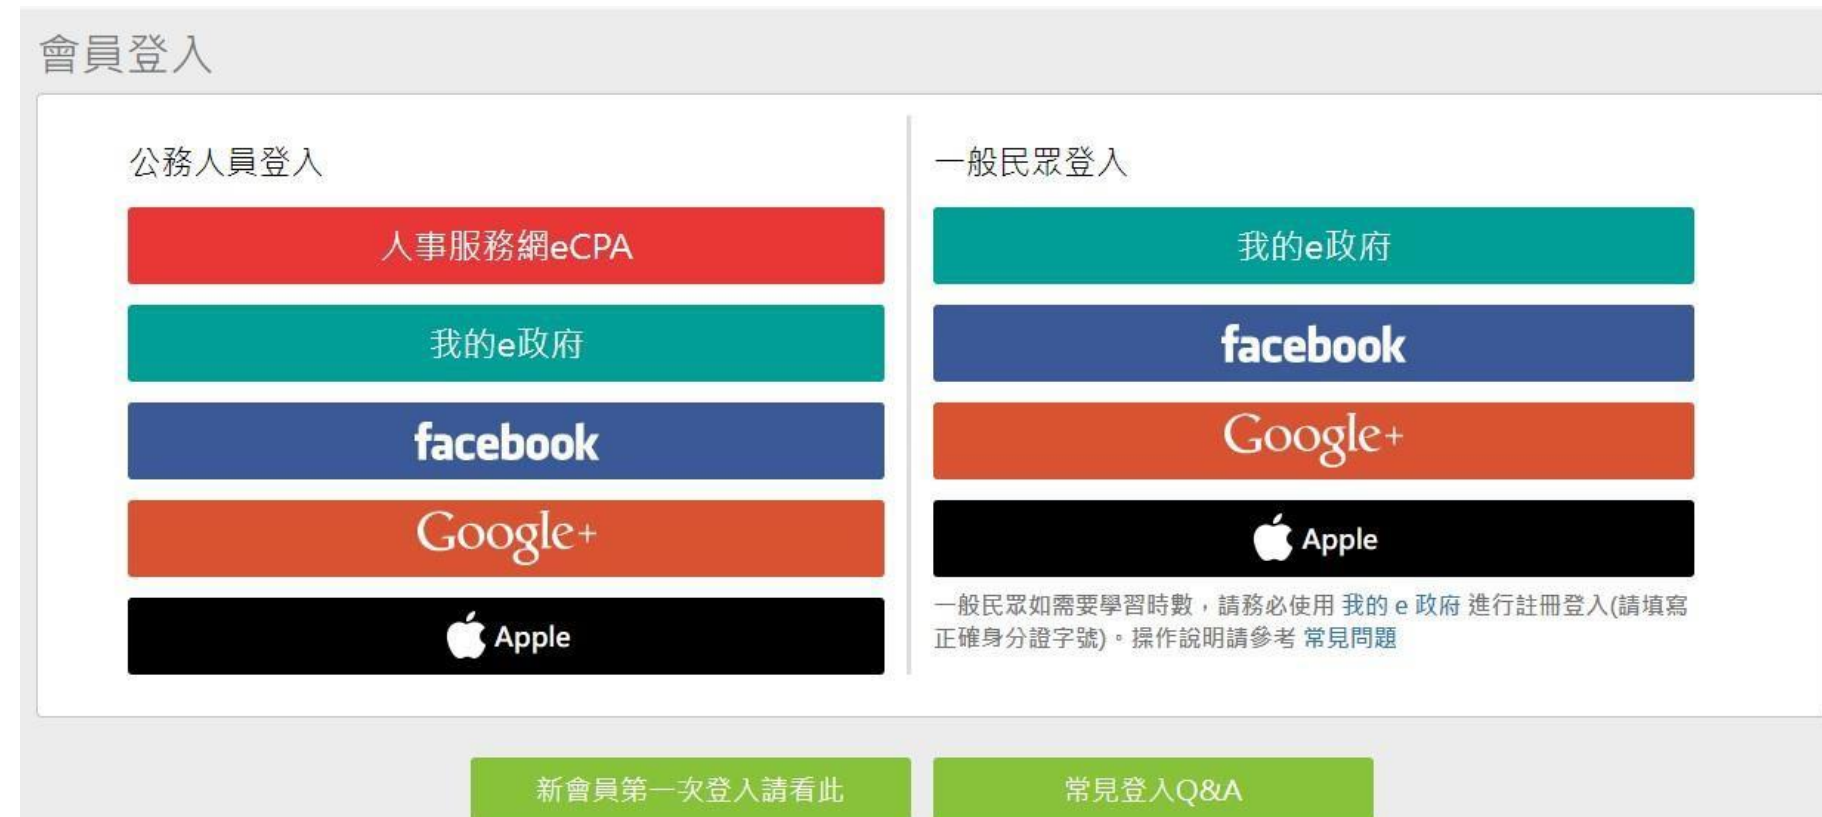 會員登入
公務人員登入
人事服務網eCPA
我的e政府
facebook
Google+
Apple
一般民眾登入
我的e政府
facebook
Google+
Apple
一般民眾如需要學習時數，請務必使用 我的 e 政府 進行註冊登入(請填寫
正確身分證字號)。操作說明請參考 常見問題
新會員第一次登入請看此
常見登入Q&A